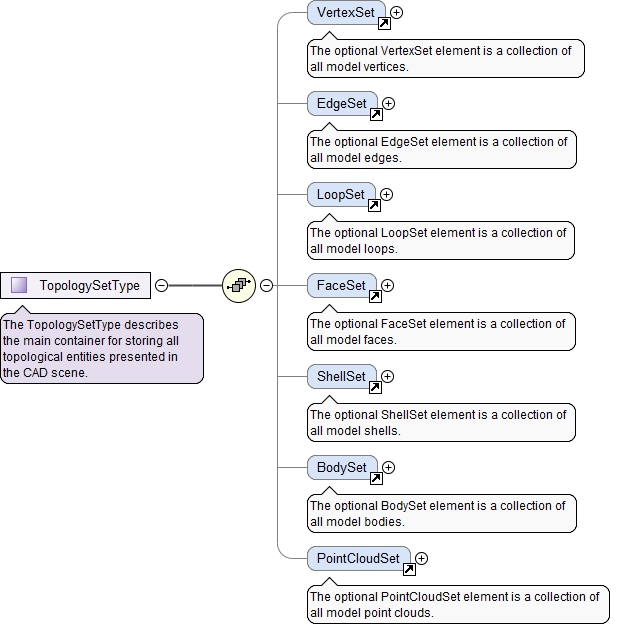 VertexSet
The optional VertexSet element is a collection of
all model vertices.
EdgeSet
The optional EdgeSet element is a collection of
all model edges.
LoopSet
The optional LoopSet element is a collection of
all model loops.
TopologySetType
The TopologySetType describes
the main container for storing all
topological entities presented in
the CAD scene.
FaceSet
The optional FaceSet element is a collection of
all model faces.
ShellSet
The optional ShellSet element is a collection of
all model shells.
BodySet
The optional BodySet element is a collection of
all model bodies.
PointCloudSet
The optional PointCloudSet element is a collection of
all model point clouds.